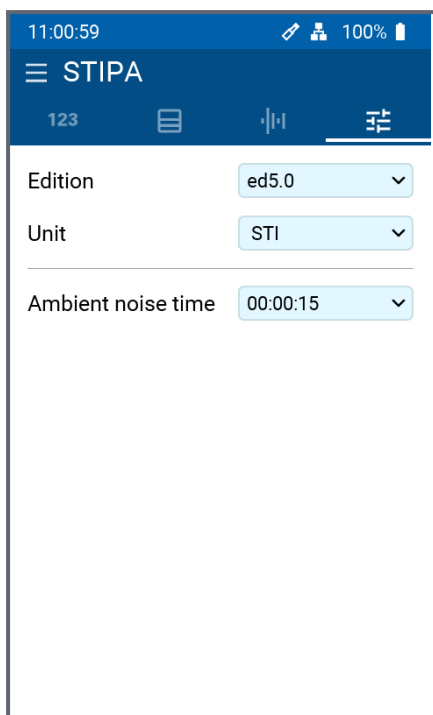 11:00:59 100%
STIPA
123
Edition ed5.0
Unit STI
Ambient noise time 00:00:15